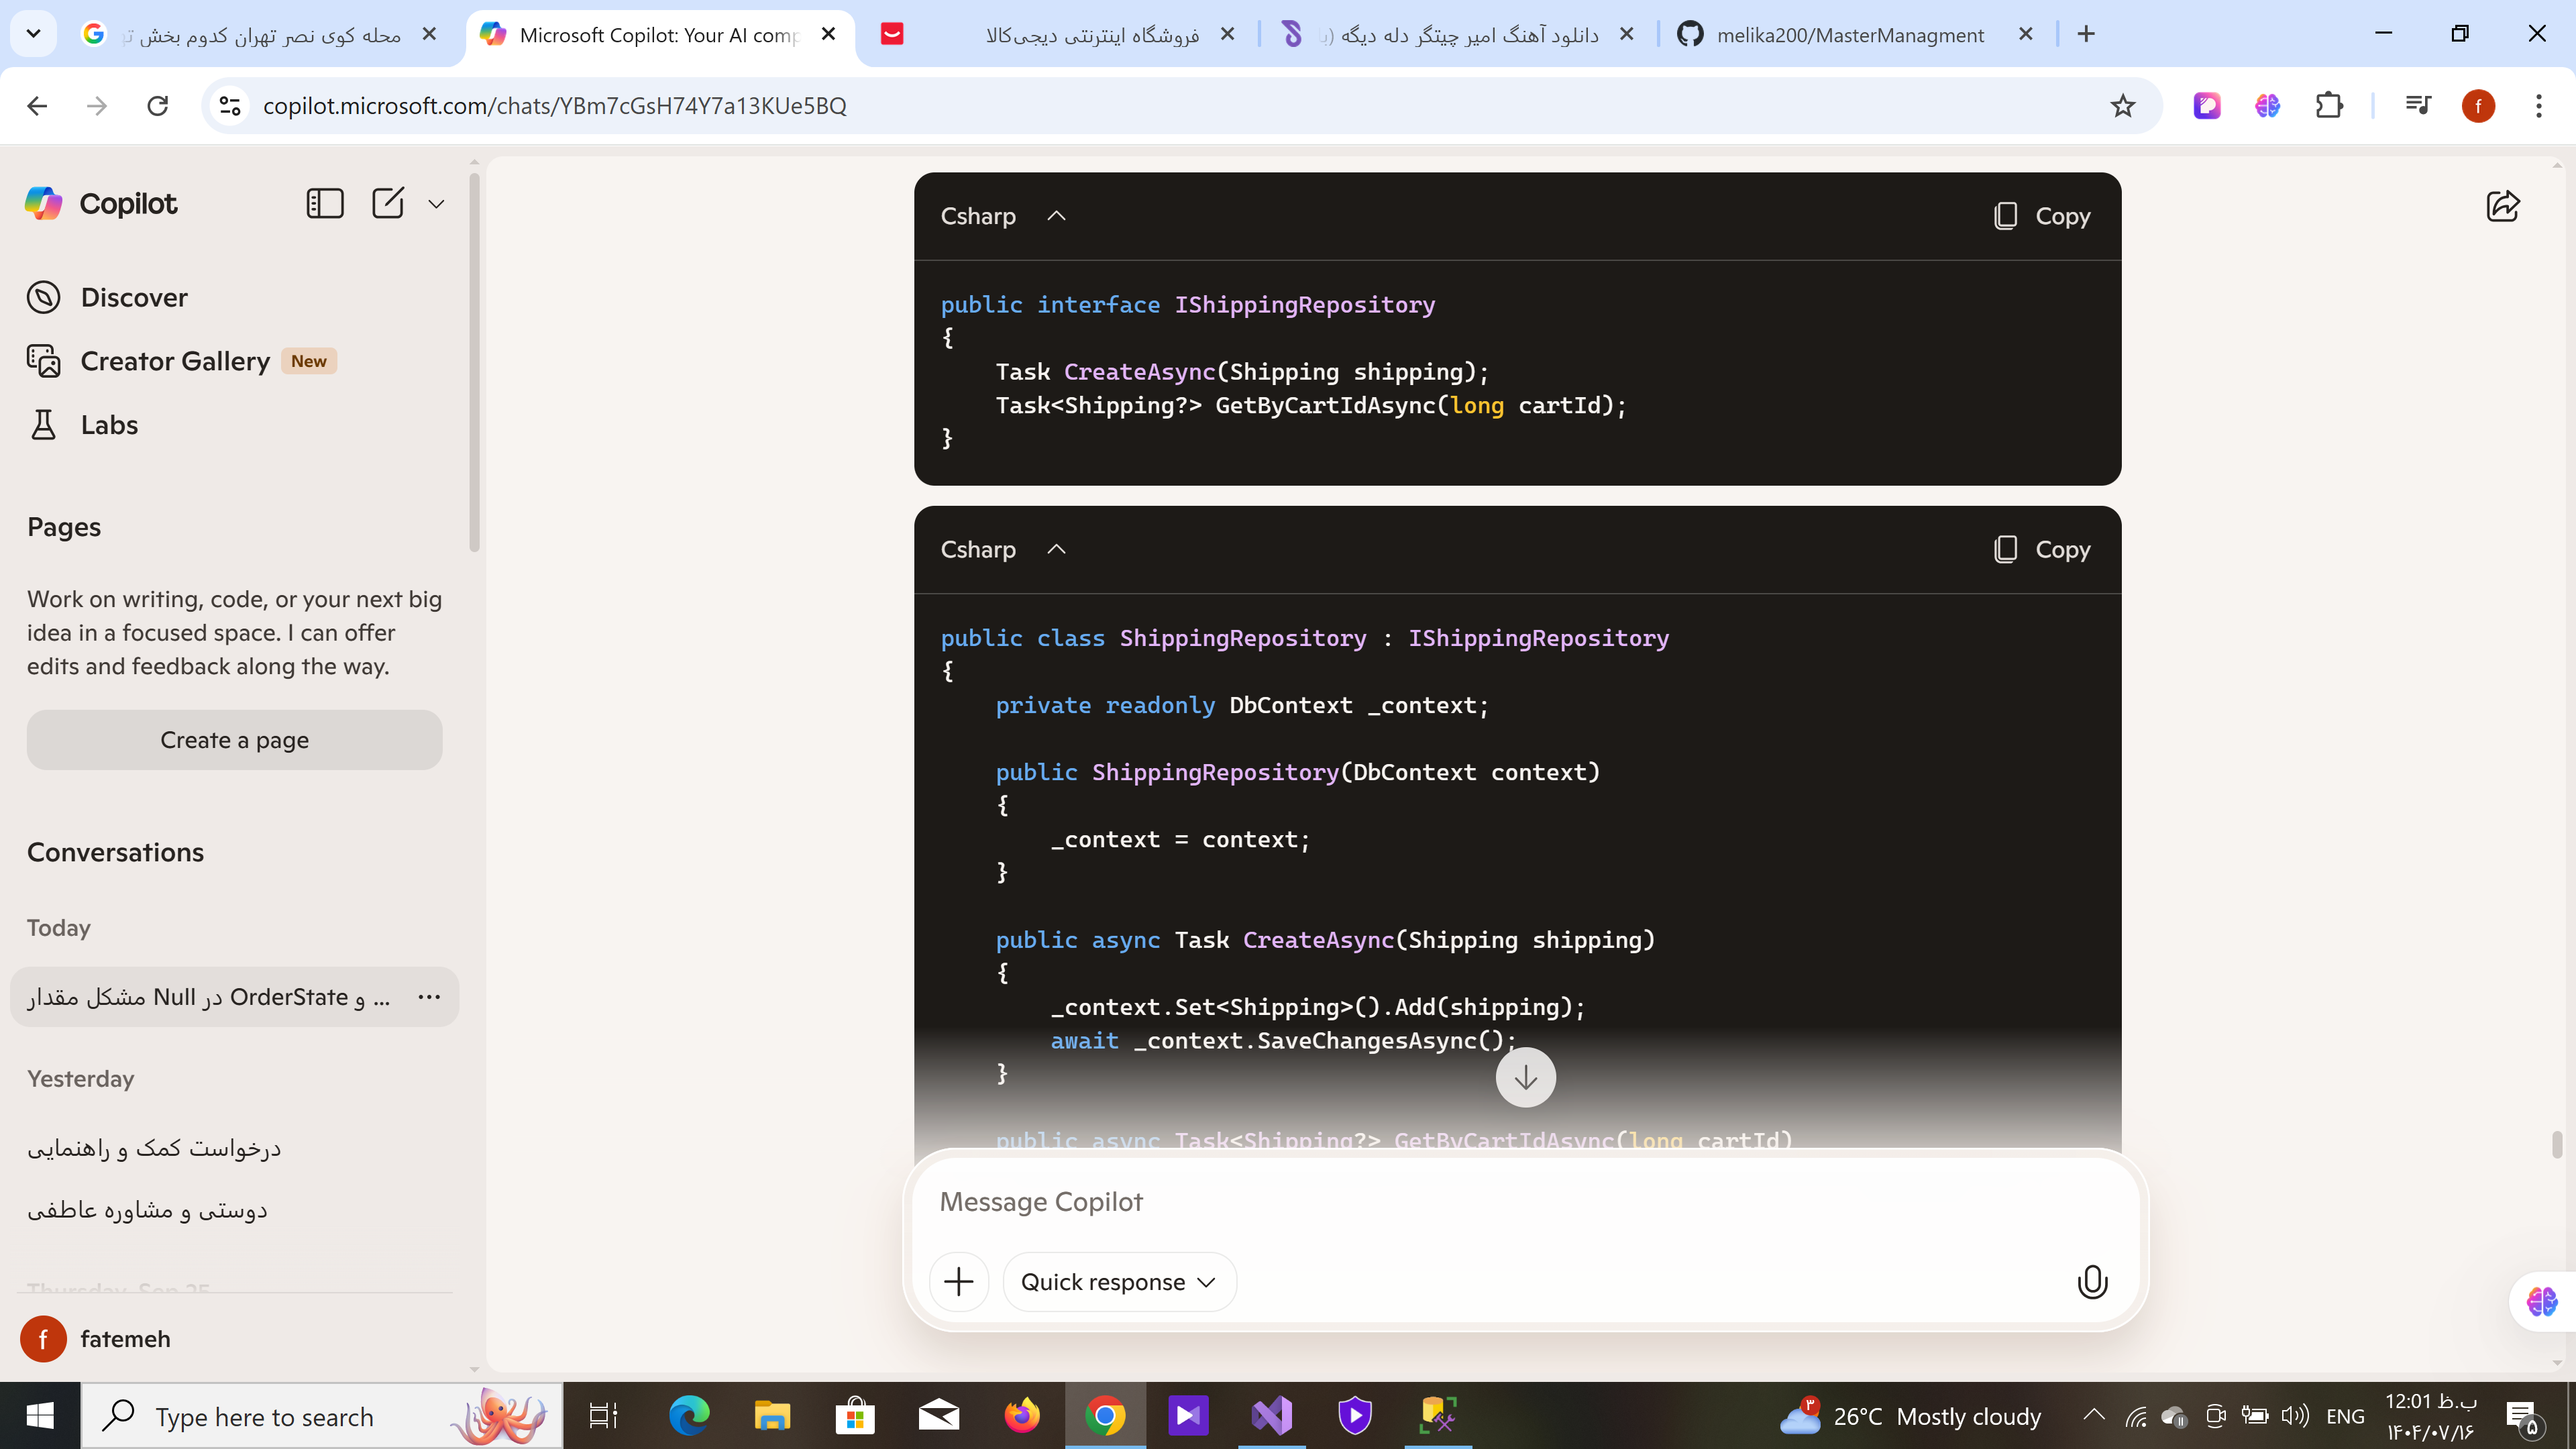 محله کوی نصر تهران کدوم بخش
Microsoft Copilot: Your AI comp
فروشگاه اینترنتی دیجی‌کالا
دانلود آهنگ امیر چیتگر دله دیگه (با
melika200/MasterManagment
copilot.microsoft.com/chats/YBm7cGsH74Y7a13KUe5BQ
f
Copilot
Discover
Creator Gallery New
Labs
Pages
Work on writing, code, or your next big
idea in a focused space. I can offer
edits and feedback along the way.
Create a page
Conversations
Today
مشکل مقدار Null در OrderState و ...
Yesterday
درخواست کمک و راهنمایی
دوستی و مشاوره عاطفی
Thursday, Sep 25
f fatemeh
Csharp Copy
public interface IShippingRepository
{
    Task CreateAsync(Shipping shipping);
    Task<Shipping?> GetByCartIdAsync(long cartId);
}
Csharp Copy
public class ShippingRepository : IShippingRepository
{
    private readonly DbContext _context;
    public ShippingRepository(DbContext context)
    {
        _context = context;
    }
    public async Task CreateAsync(Shipping shipping)
    {
        _context.Set<Shipping>().Add(shipping);
        await _context.SaveChangesAsync();
    }
    public async Task<Shipping?> GetByCartIdAsync(long cartId)
Message Copilot
Quick response
Type here to search
۳
26°C Mostly cloudy
ENG
12:01 ب.ظ
۱۴۰۴/۰۷/۱۶
۵